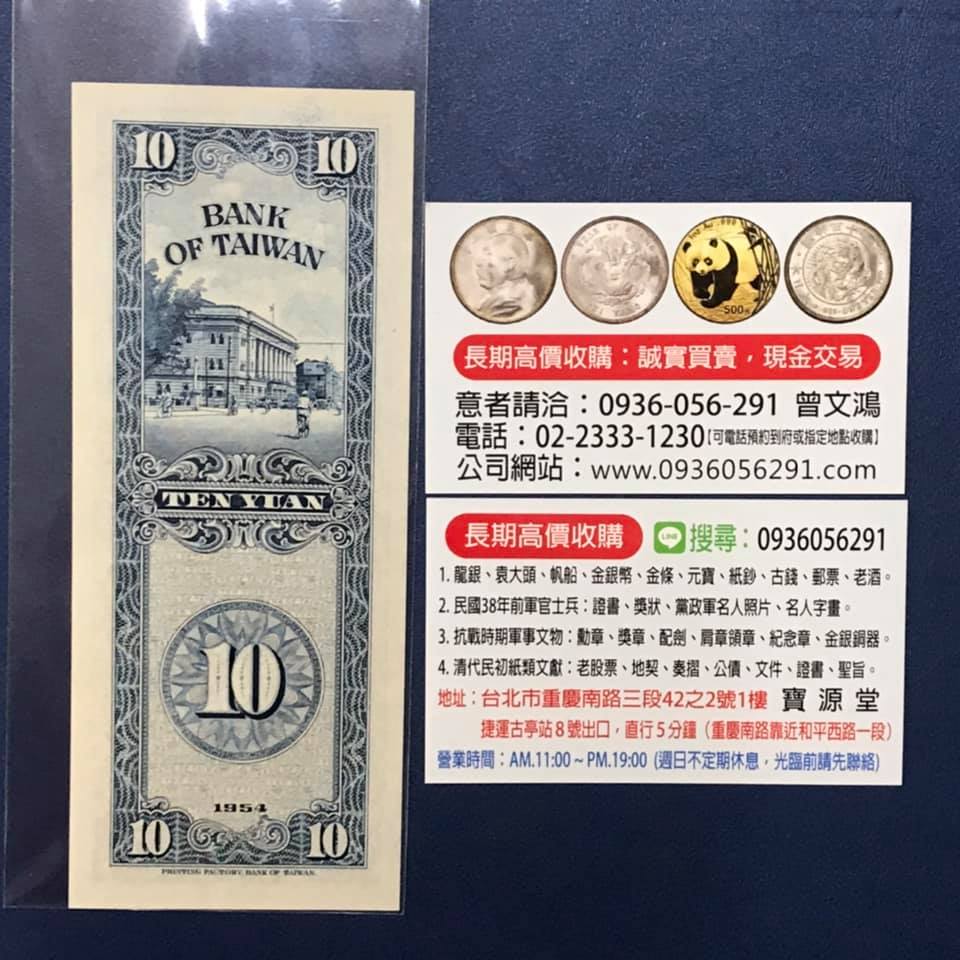 10 10
BANK
OF TAIWAN
TEN YUAN
10
1954
10 10
PRINTING FACTORY, BANK OF TAIWAN.
500元
長期高價收購：誠實買賣，現金交易
意者請洽：0936-056-291 曾文鴻
電話：02-2333-1230【可電話預約到府或指定地點收購】
公司網站：www.0936056291.com
長期高價收購 LINE 搜尋：0936056291
1. 龍銀、袁大頭、帆船、金銀幣、金條、元寶、紙鈔、古錢、郵票、老酒。
2. 民國38年前軍官士兵：證書、獎狀、黨政軍名人照片、名人字畫。
3. 抗戰時期軍事文物：勳章、獎章、配劍、肩章領章、紀念章、金銀銅器。
4. 清代民初紙類文獻：老股票、地契、奏摺、公債、文件、證書、聖旨。
地址：台北市重慶南路三段42之2號1樓 寶源堂
捷運古亭站8號出口，直行5分鐘（重慶南路靠近和平西路一段）
營業時間：AM.11:00～PM.19:00 (週日不定期休息，光臨前請先聯絡)